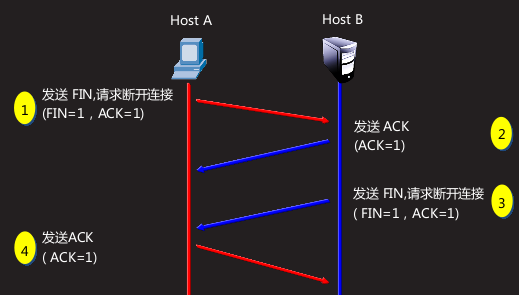 Host A
Host B
1
发送 FIN,请求断开连接
(FIN=1，ACK=1)
发送 ACK
(ACK=1)
2
发送 FIN,请求断开连接
( FIN=1，ACK=1)
3
4
发送ACK
( ACK=1)